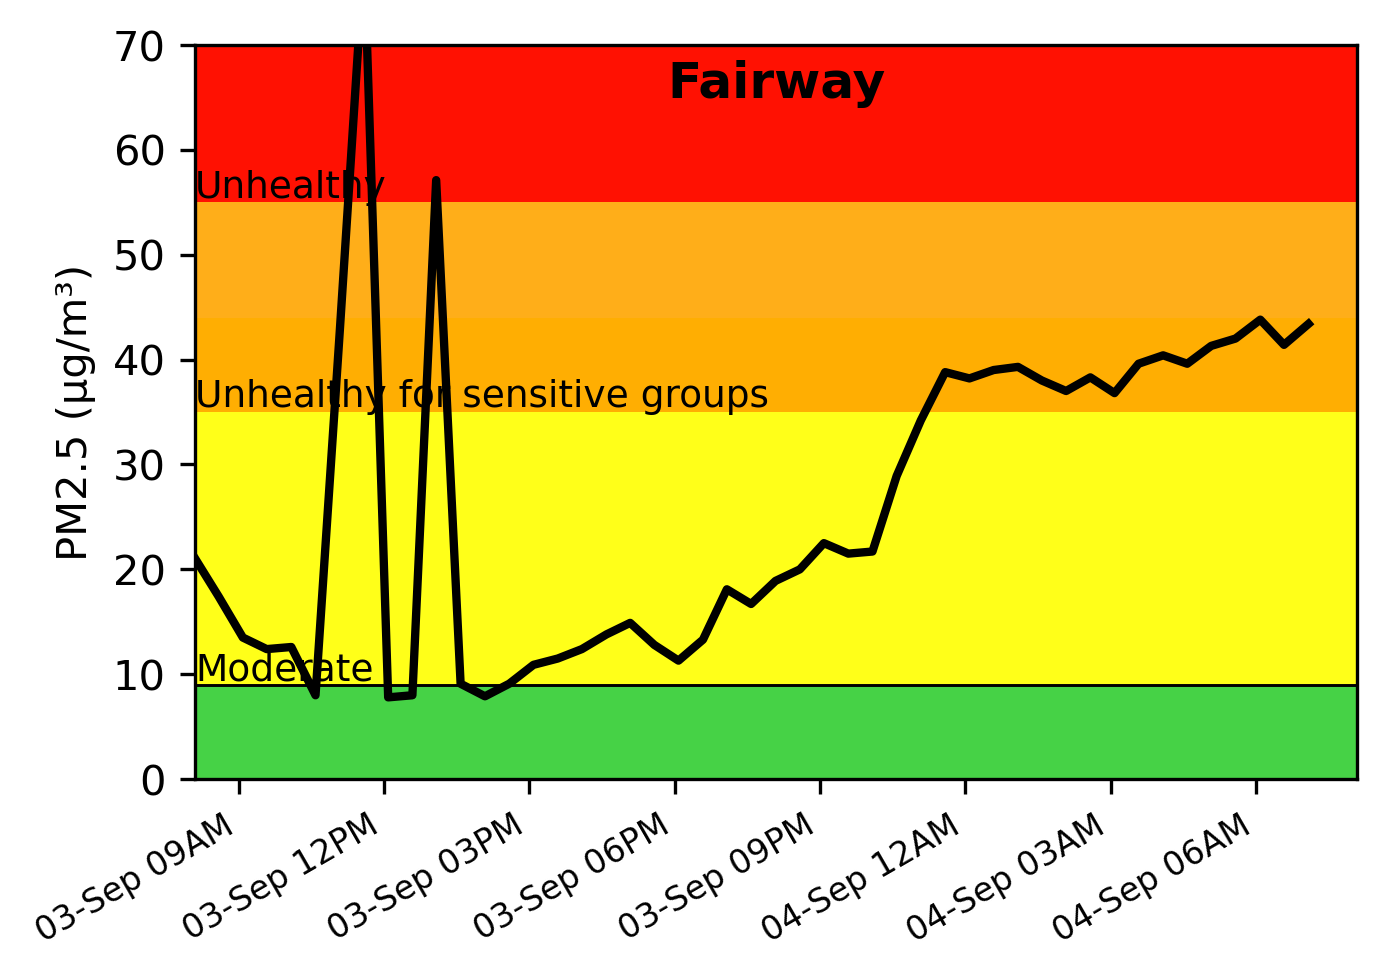 Fairway
PM2.5 (µg/m³)
70
60
50
40
30
20
10
0
Unhealthy
Unhealthy for sensitive groups
Moderate
03-Sep 09AM
03-Sep 12PM
03-Sep 03PM
03-Sep 06PM
03-Sep 09PM
04-Sep 12AM
04-Sep 03AM
04-Sep 06AM